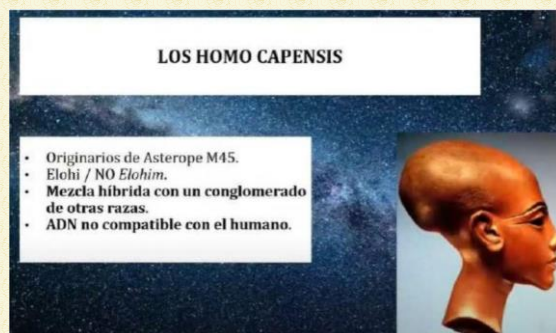 LOS HOMO CAPENSIS
• Originarios de Asterope M45.
• Elohi / NO Elohim.
• Mezcla híbrida con un conglomerado
de otras razas.
• ADN no compatible con el humano.